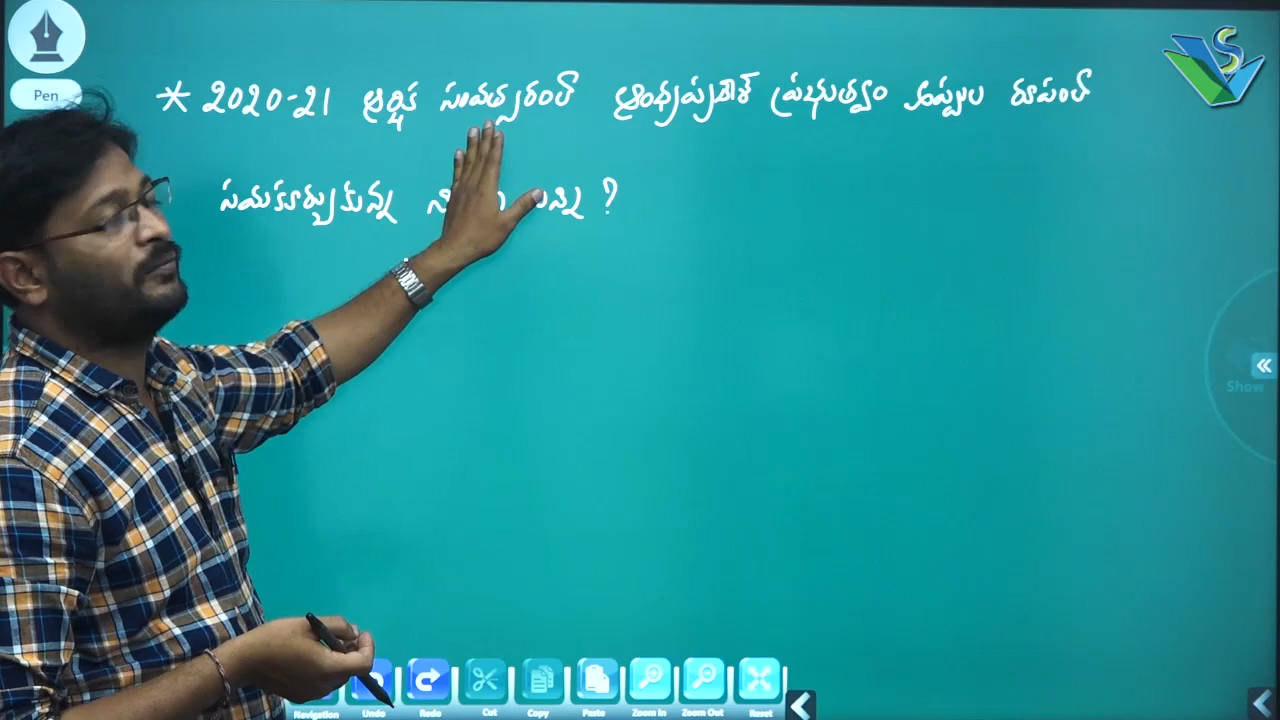 Pen
* 2020-21 ఆర్థిక సంవత్సరంలో ఆంధ్రప్రదేశ్ ప్రభుత్వం అప్పుల రూపంలో
సమకూర్చుకున్న ?
Show
Navigation Undo Redo Cut Copy Paste Zoom In Zoom Out Reset